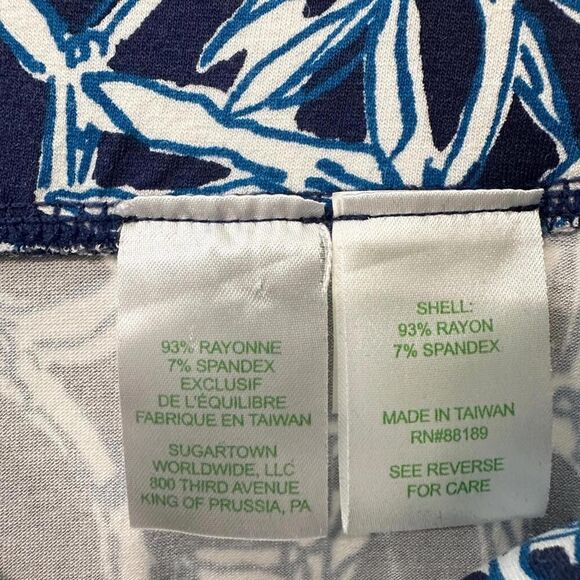 93% RAYONNE
7% SPANDEX
EXCLUSIF
DE L'ÉQUILIBRE
FABRIQUE EN TAIWAN
SUGARTOWN
WORLDWIDE, LLC
800 THIRD AVENUE
KING OF PRUSSIA, PA
SHELL:
93% RAYON
7% SPANDEX
MADE IN TAIWAN
RN#88189
SEE REVERSE
FOR CARE